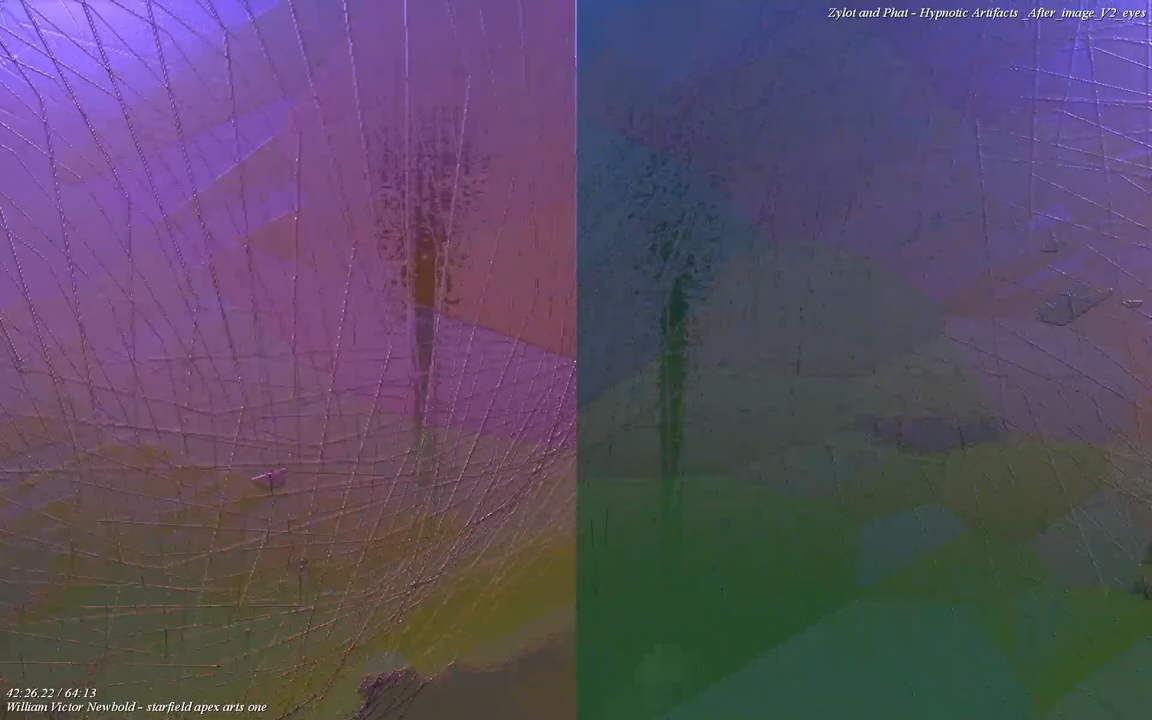 Zylot and Phat - Hypnotic Artifacts _After_image_V2_eyes
42:26.22 / 64:13
William Victor Newbold - starfield apex arts one